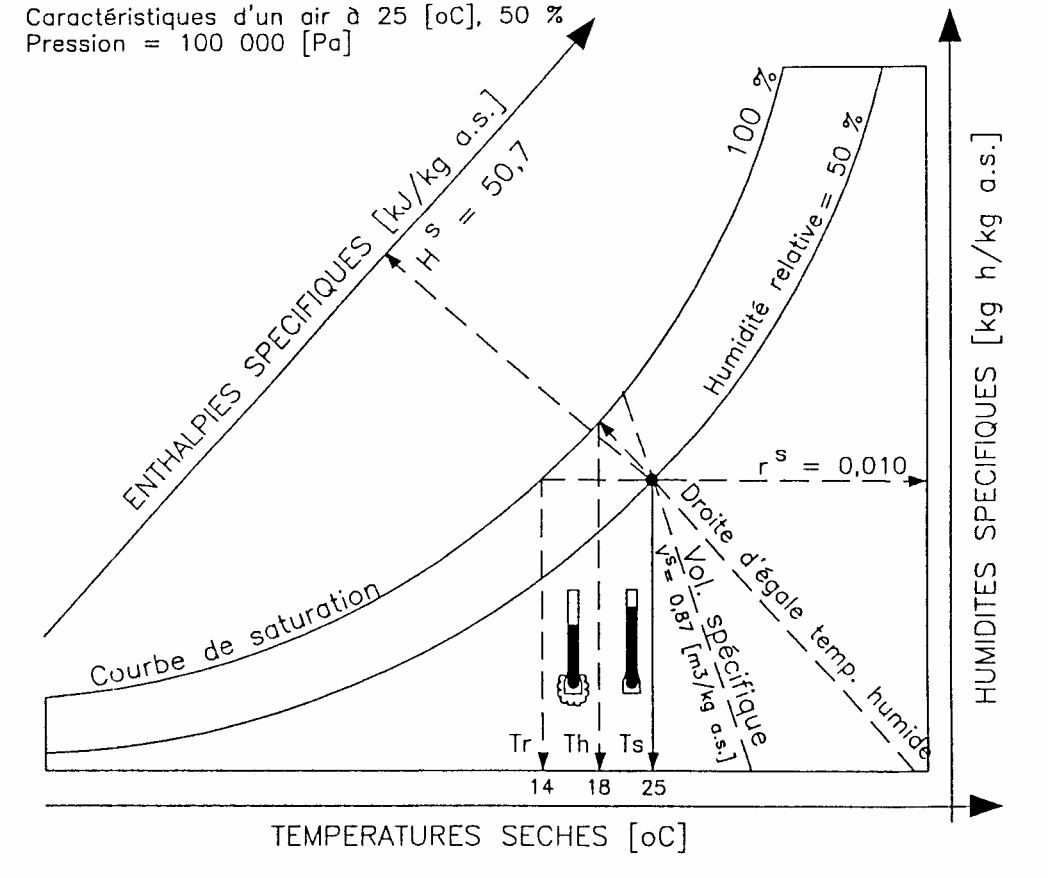 Caractéristiques d'un air à 25 [oC], 50 %
Pression = 100 000 [Pa]
ENTHALPIES SPECIFIQUES [kJ/kg a.s.]
H s = 50,7
100 %
Humidité relative = 50 %
r s = 0,010
HUMIDITES SPECIFIQUES [kg h/kg a.s.]
Droite d'égale temp. humide
Vol. spécifique
vs = 0,87 [m3/kg a.s.]
Courbe de saturation
Tr Th Ts
14 18 25
TEMPERATURES SECHES [oC]